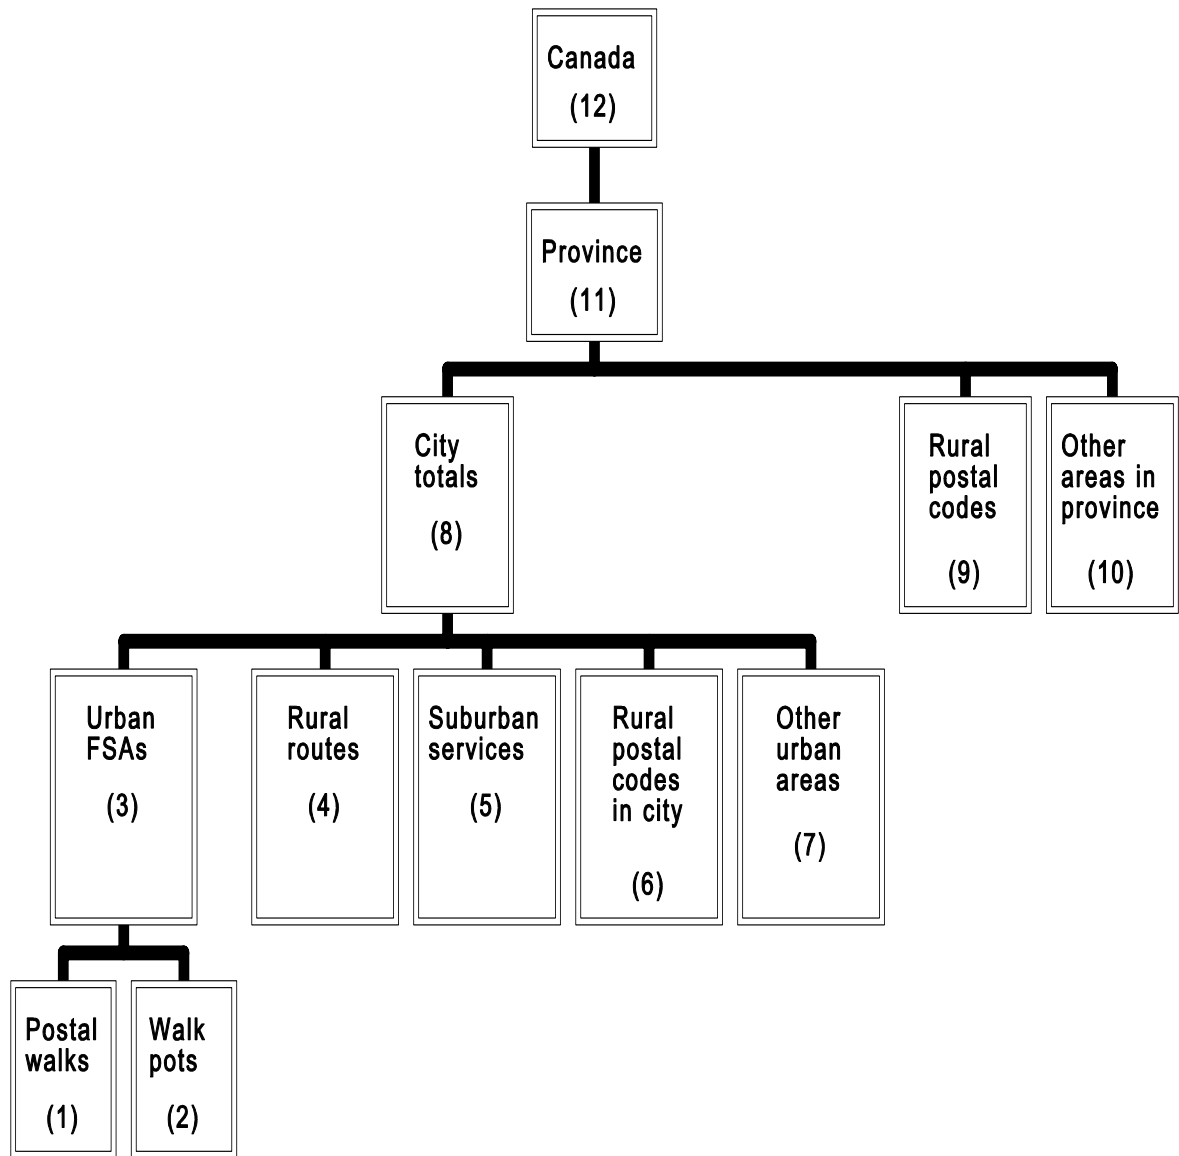 Canada
(12)
Province
(11)
City
totals
(8)
Rural
postal
codes
(9)
Other
areas in
province
(10)
Urban
FSAs
(3)
Rural
routes
(4)
Suburban
services
(5)
Rural
postal
codes
in city
(6)
Other
urban
areas
(7)
Postal
walks
(1)
Walk
pots
(2)